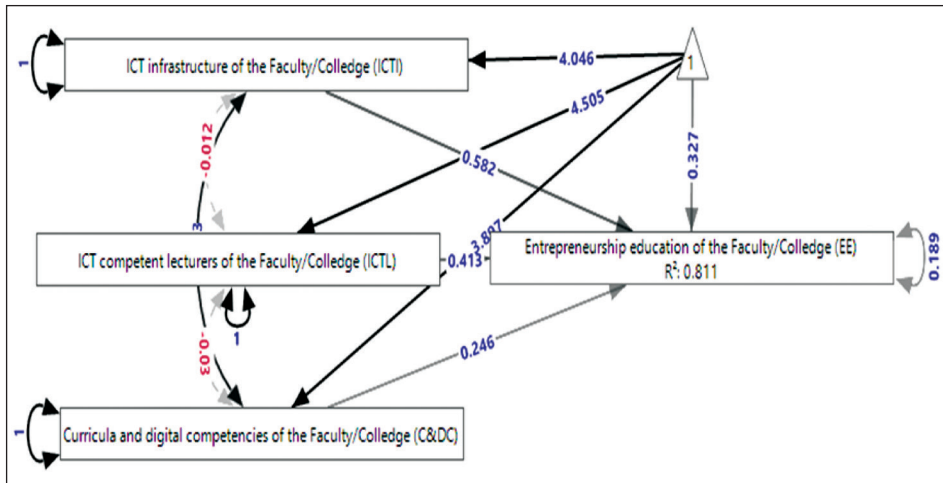 1
ICT infrastructure of the Faculty/Colledge (ICTI)
4.046
1
4.505
-0.012
0.582
0.327
3
ICT competent lecturers of the Faculty/Colledge (ICTL)
0.413
Entrepreneurship education of the Faculty/Colledge (EE)
R²: 0.811
0.189
1
-0.03
0.246
1
Curricula and digital competencies of the Faculty/Colledge (C&DC)